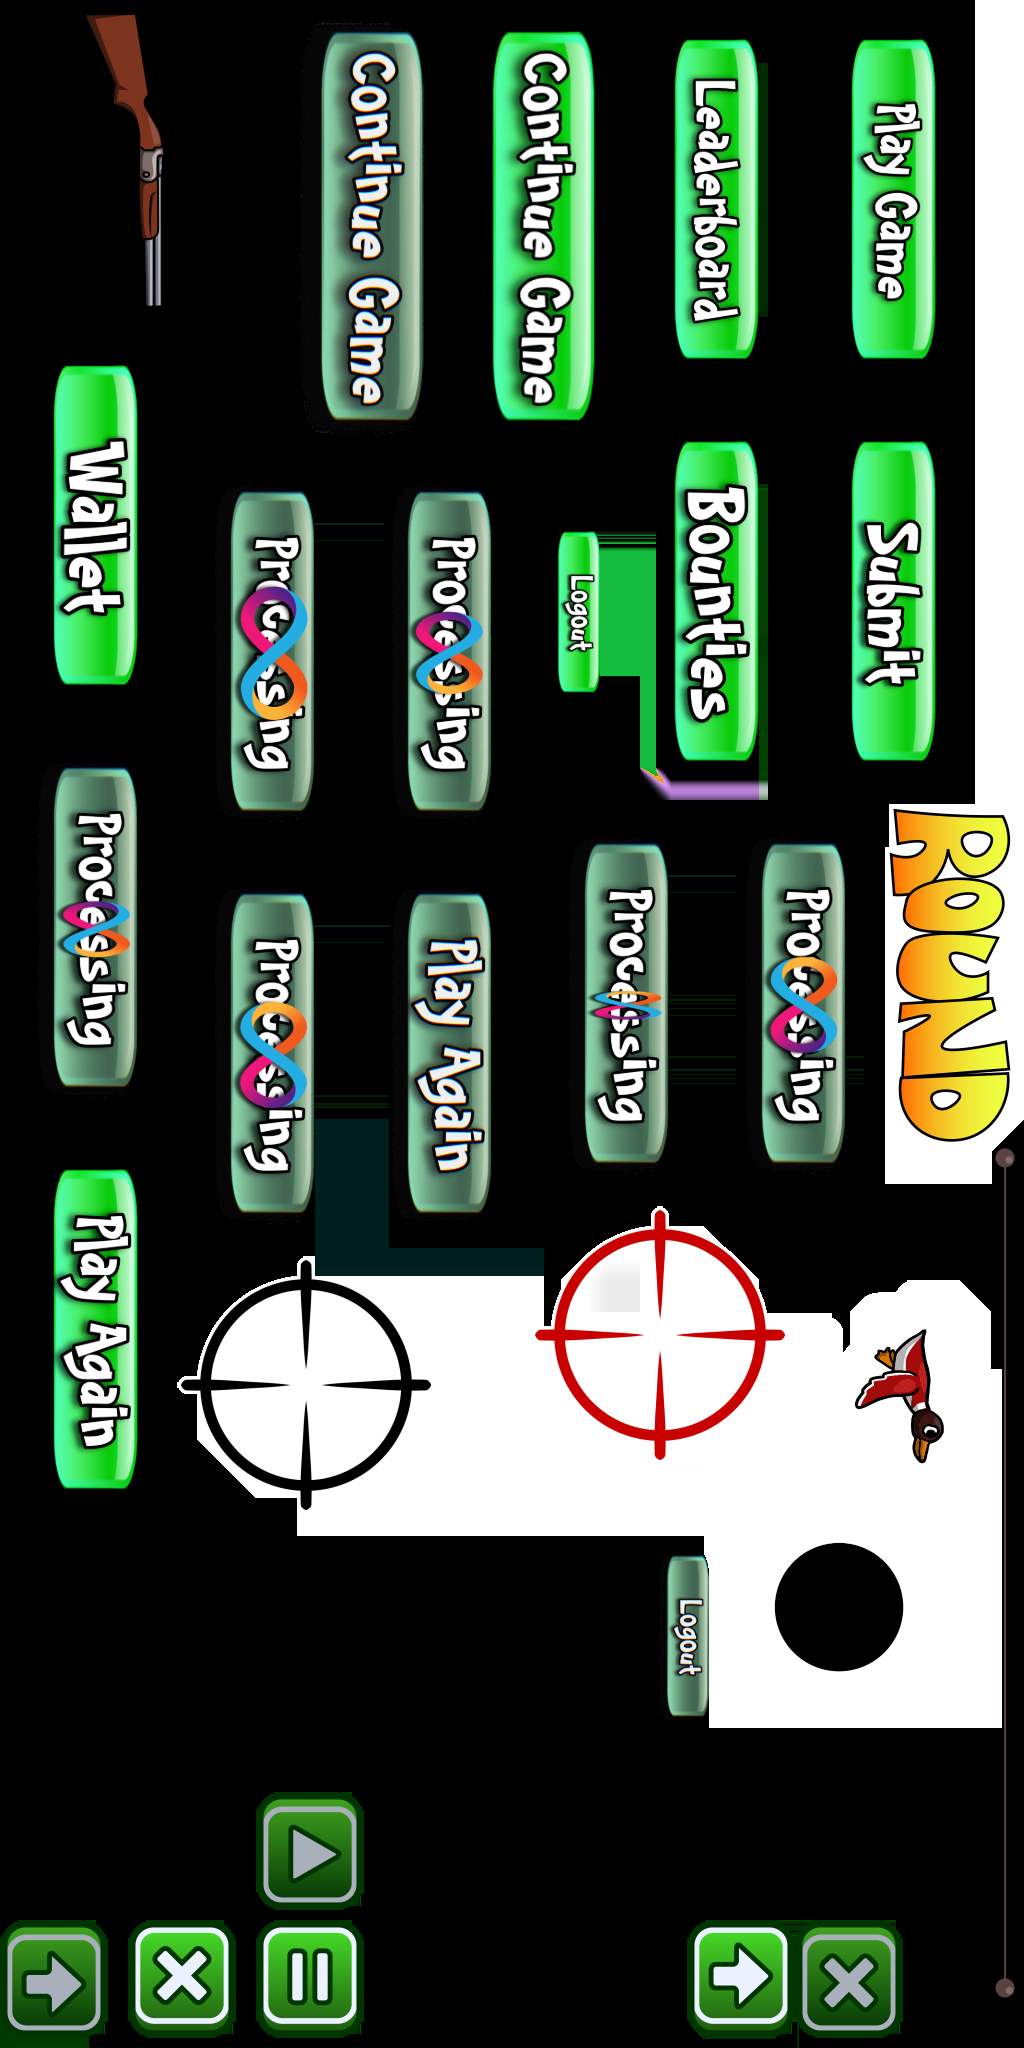 Play Game
Submit
ROUND
Leaderboard
Bounties
Processing
Logout
Processing
Continue Game
Processing
Play Again
Continue Game
Processing
Processing
Wallet
Processing
Play Again
Logout